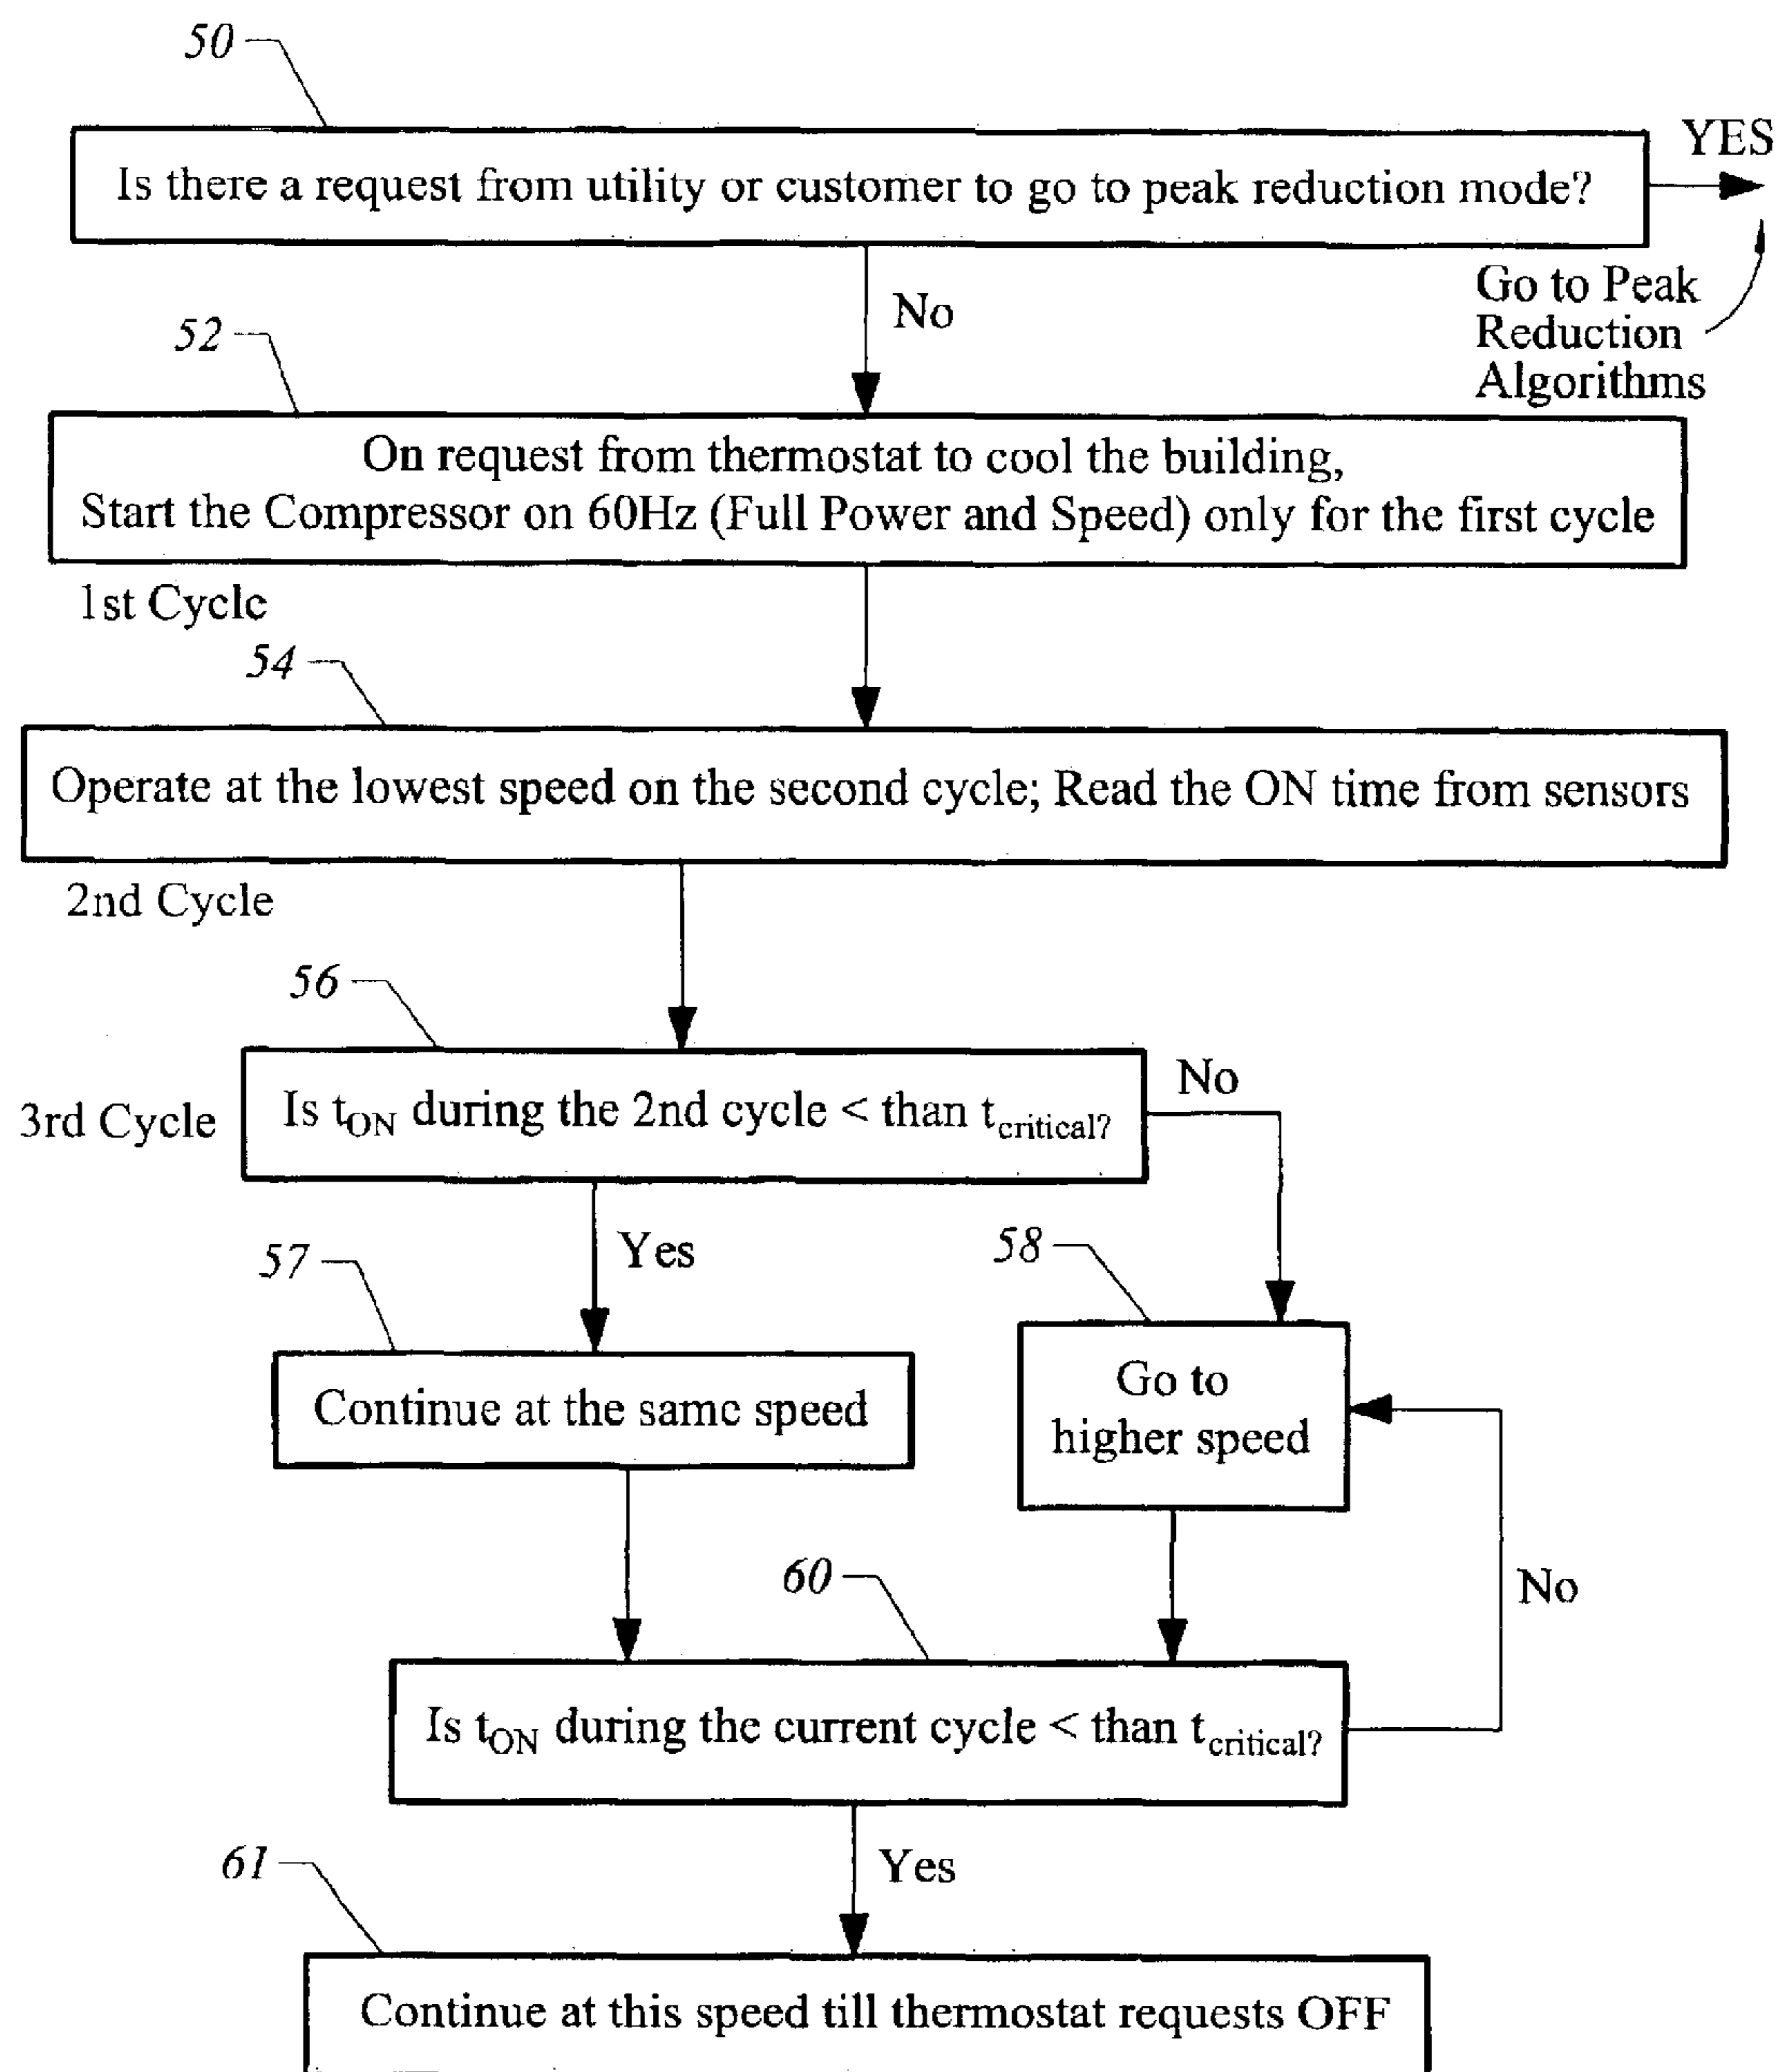 50
YES
Is there a request from utility or customer to go to peak reduction mode?
Go to Peak
Reduction
Algorithms
No
52
On request from thermostat to cool the building,
Start the Compressor on 60Hz (Full Power and Speed) only for the first cycle
1st Cycle
54
Operate at the lowest speed on the second cycle; Read the ON time from sensors
2nd Cycle
56
No
3rd Cycle
Is tON during the 2nd cycle < than tcritical?
Yes
57
58
Continue at the same speed
Go to
higher speed
60
No
Is tON during the current cycle < than tcritical?
Yes
61
Continue at this speed till thermostat requests OFF